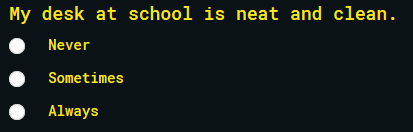 My desk at school is neat and clean.
Never
Sometimes
Always